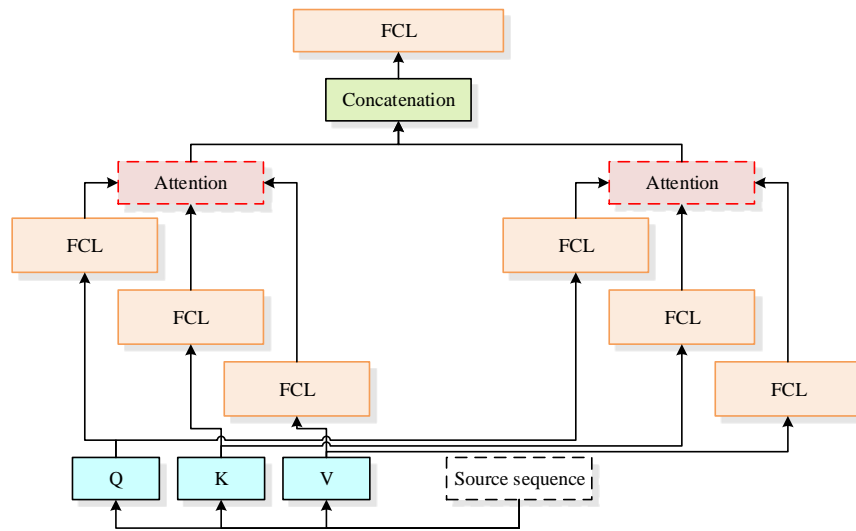 FCL
Concatenation
Attention
Attention
FCL
FCL
FCL
FCL
FCL
FCL
Q
K
V
Source sequence